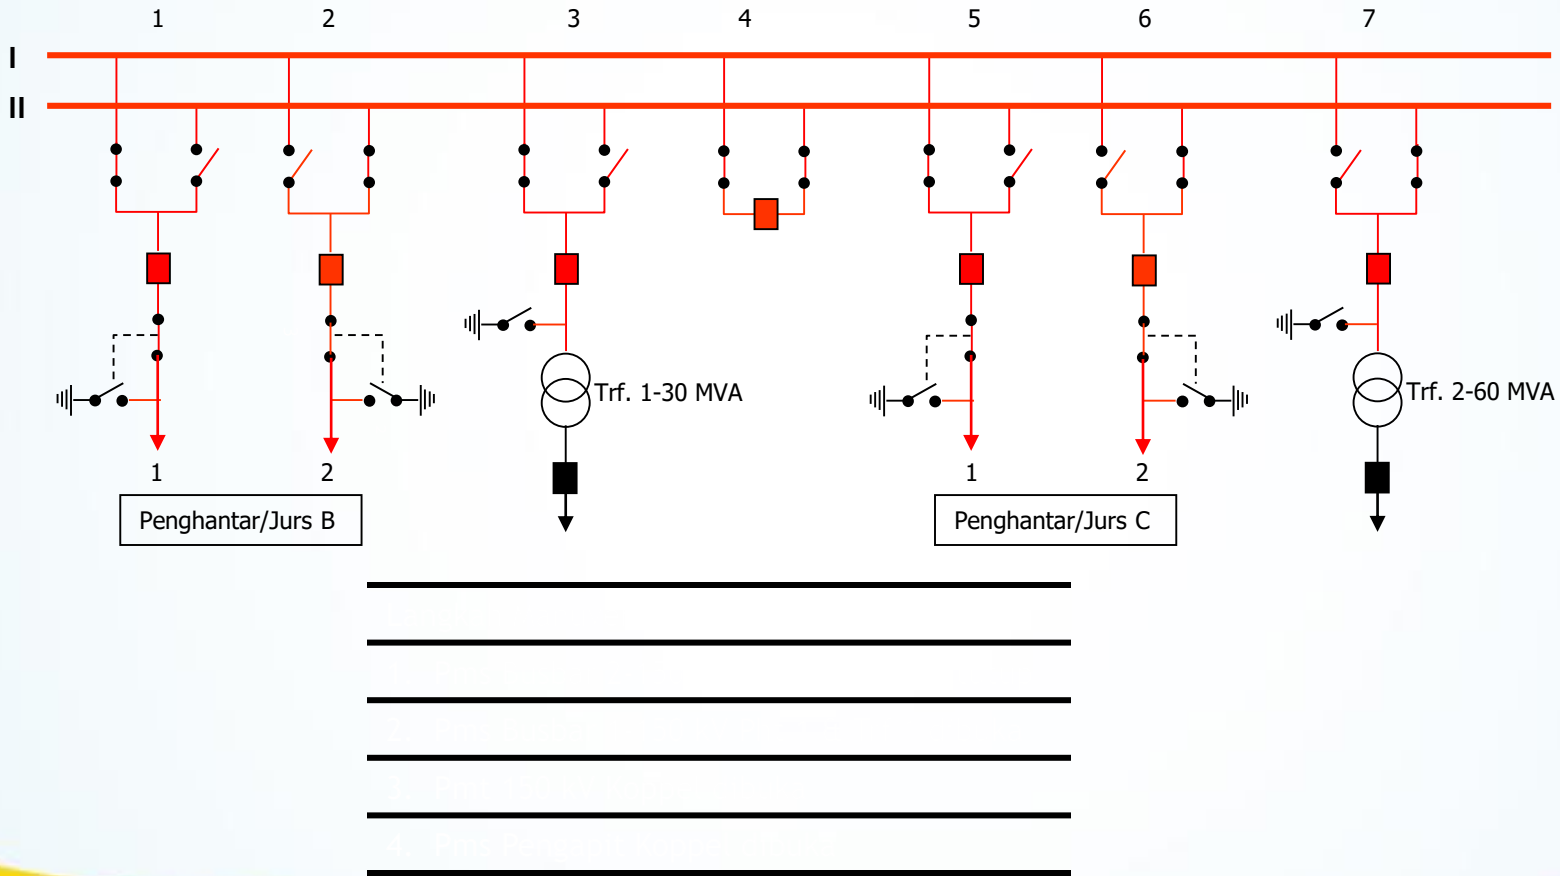 1 2 3 4 5 6 7
I
II
Trf. 1-30 MVA
Trf. 2-60 MVA
1 2 1 2
Penghantar/Jurs B
Penghantar/Jurs C